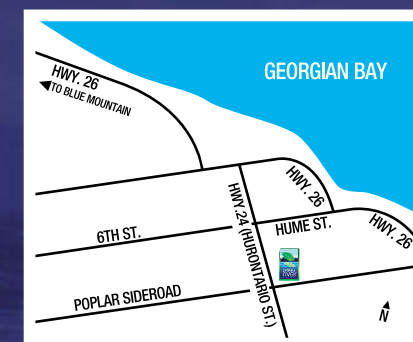 GEORGIAN BAY
HWY. 26
TO BLUE MOUNTAIN
HWY. 26
HWY. 24 (HURONTARIO ST.)
HUME ST.
HWY. 26
6TH ST.
river
POPLAR SIDEROAD
N